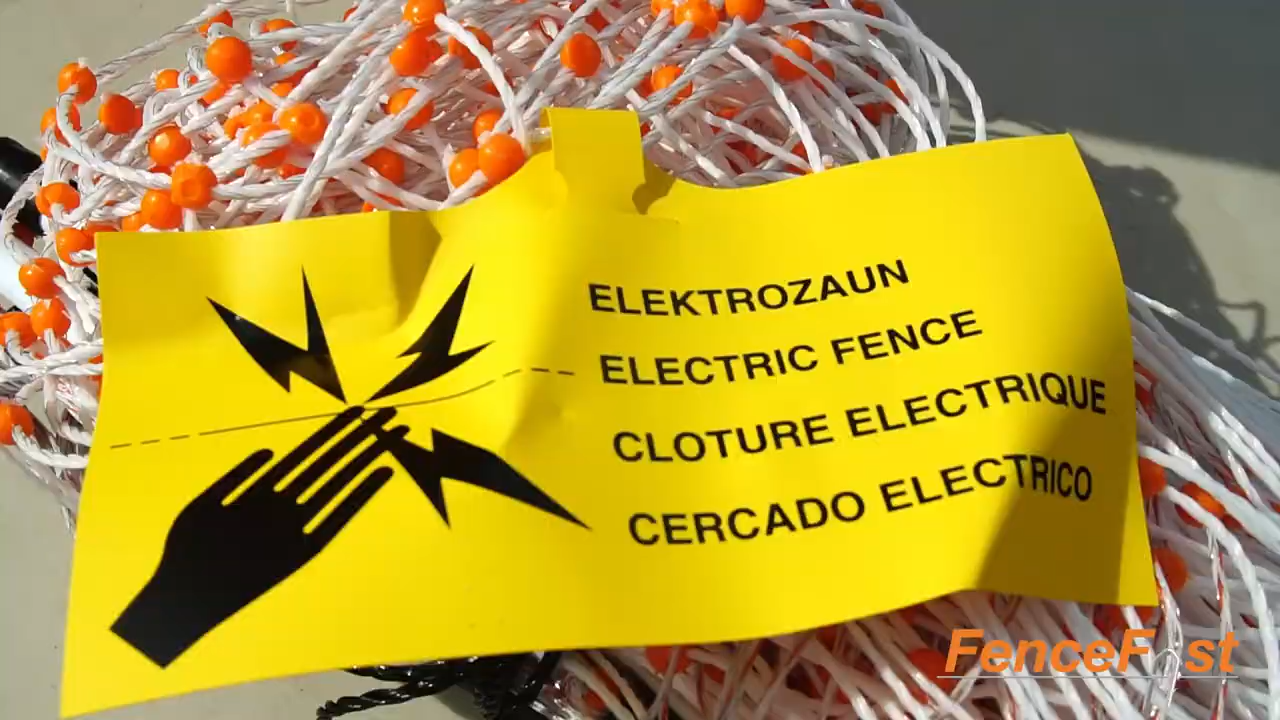 ELEKTROZAUN
ELECTRIC FENCE
CLOTURE ELECTRIQUE
CERCADO ELECTRICO
FenceFast